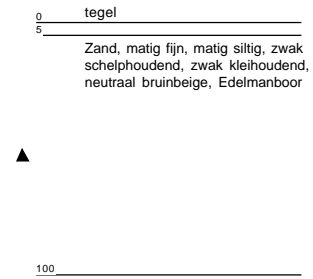 0 tegel
5
Zand, matig fijn, matig siltig, zwak
schelphoudend, zwak kleihoudend,
neutraal bruinbeige, Edelmanboor
100